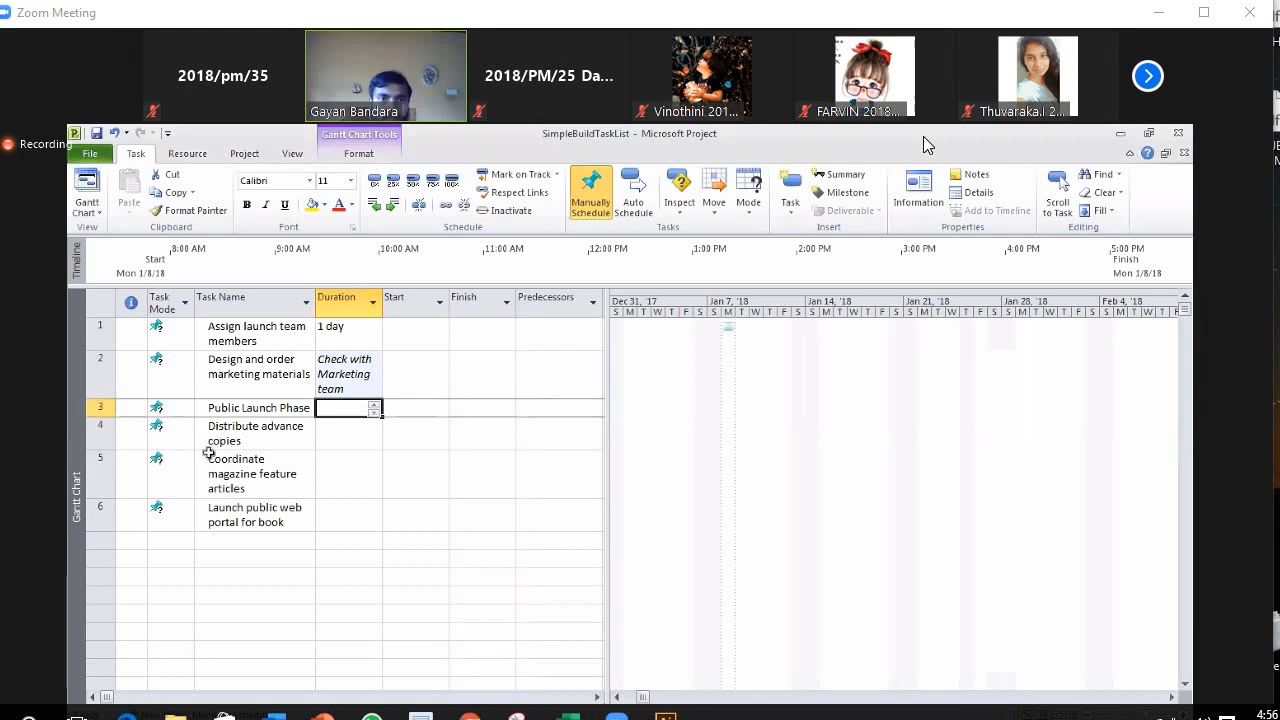 Zoom Meeting
2018/pm/35
2018/PM/25 Da...
Gayan Bandara
Vinothini 201...
FARVIN 2018...
Thuvaraka.I 2...
Recording
Gantt Chart Tools
SimpleBuildTaskList - Microsoft Project
File
Task
Resource
Project
View
Format
Gantt
Chart
View
Paste
Cut
Copy
Format Painter
Clipboard
Calibri
11
B I U
A
Font
0% 25% 50% 75% 100%
Mark on Track
Respect Links
Inactivate
Schedule
Manually
Schedule
Auto
Schedule
Inspect
Move
Mode
Tasks
Task
Summary
Milestone
Deliverable
Insert
Information
Notes
Details
Add to Timeline
Properties
Scroll
to Task
Find
Clear
Fill
Editing
Timeline
8:00 AM 9:00 AM 10:00 AM 11:00 AM 12:00 PM 1:00 PM 2:00 PM 3:00 PM 4:00 PM 5:00 PM
Start
Mon 1/8/18
Finish
Mon 1/8/18
Gantt Chart
Task
Mode
Task Name
Duration
Start
Finish
Predecessors
Dec 31, '17 Jan 7, '18 Jan 14, '18 Jan 21, '18 Jan 28, '18 Feb 4, '18
S M T W T F S S M T W T F S S M T W T F S S M T W T F S S M T W T F S S M T W T F
1
Assign launch team
members
1 day
2
Design and order
marketing materials
Check with
Marketing
team
3
Public Launch Phase
4
Distribute advance
copies
5
Coordinate
magazine feature
articles
6
Launch public web
portal for book
4:56